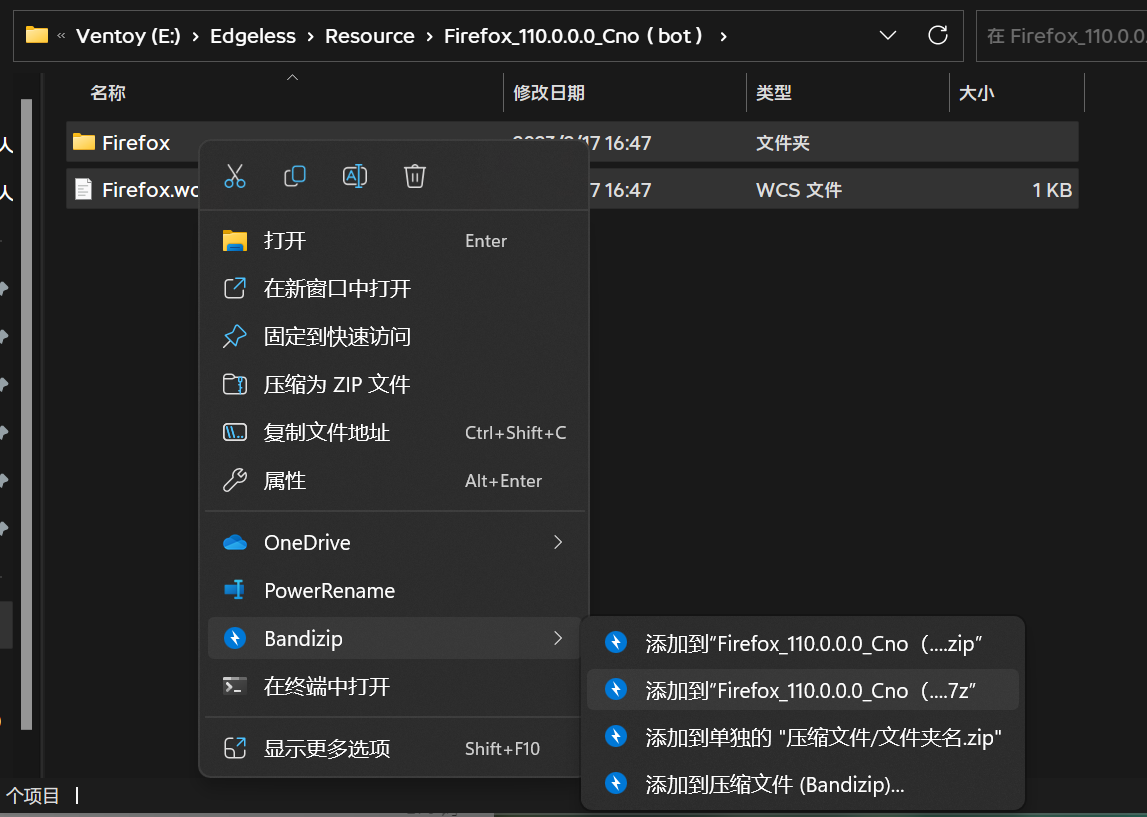 « Ventoy (E:) › Edgeless › Resource › Firefox_110.0.0.0_Cno（bot） ›
在 Firefox_110.0.0.
名称 修改日期 类型 大小
Firefox 16:47 文件夹
Firefox.wc 7 16:47 WCS 文件 1 KB
打开 Enter
在新窗口中打开
固定到快速访问
压缩为 ZIP 文件
复制文件地址 Ctrl+Shift+C
属性 Alt+Enter
OneDrive
PowerRename
Bandizip
在终端中打开
显示更多选项 Shift+F10
添加到“Firefox_110.0.0.0_Cno（....zip”
添加到“Firefox_110.0.0.0_Cno（....7z”
添加到单独的 "压缩文件/文件夹名.zip"
添加到压缩文件 (Bandizip)...
个项目